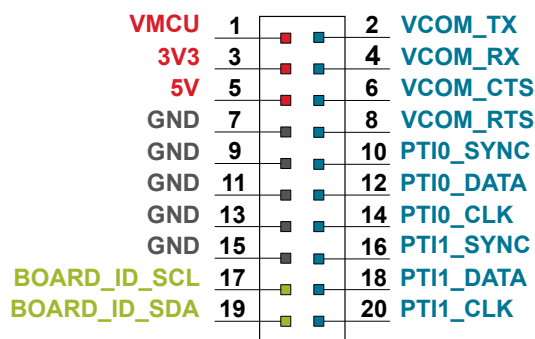 VMCU 1 2 VCOM_TX
3V3 3 4 VCOM_RX
5V 5 6 VCOM_CTS
GND 7 8 VCOM_RTS
GND 9 10 PTI0_SYNC
GND 11 12 PTI0_DATA
GND 13 14 PTI0_CLK
GND 15 16 PTI1_SYNC
BOARD_ID_SCL 17 18 PTI1_DATA
BOARD_ID_SDA 19 20 PTI1_CLK